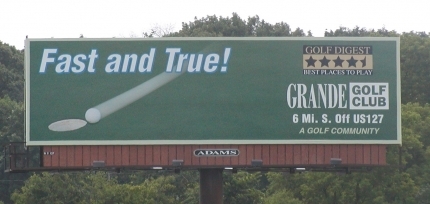 Fast and True!
GOLF DIGEST
BEST PLACES TO PLAY
GRANDE GOLF CLUB
6 Mi. S. Off US127
A GOLF COMMUNITY
ADAMS